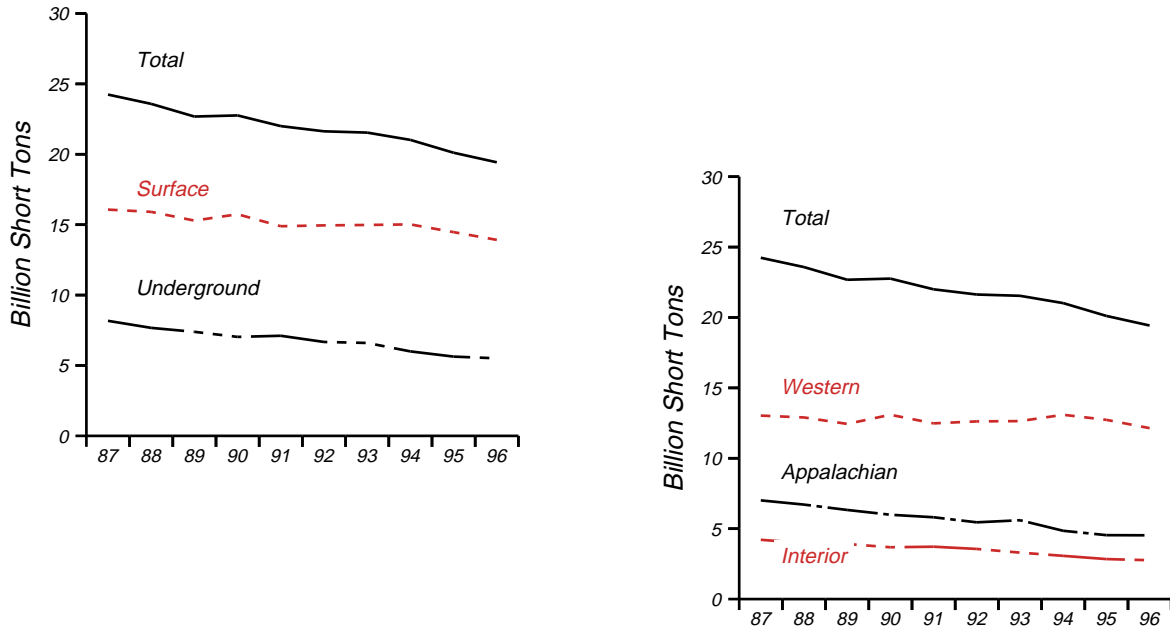 30
Total
25
20
Surface
15
Underground
10
5
0
87 88 89 90 91 92 93 94 95 96
Billion Short Tons
30
Total
25
20
Western
15
10
Appalachian
5
Interior
0
87 88 89 90 91 92 93 94 95 96
Billion Short Tons